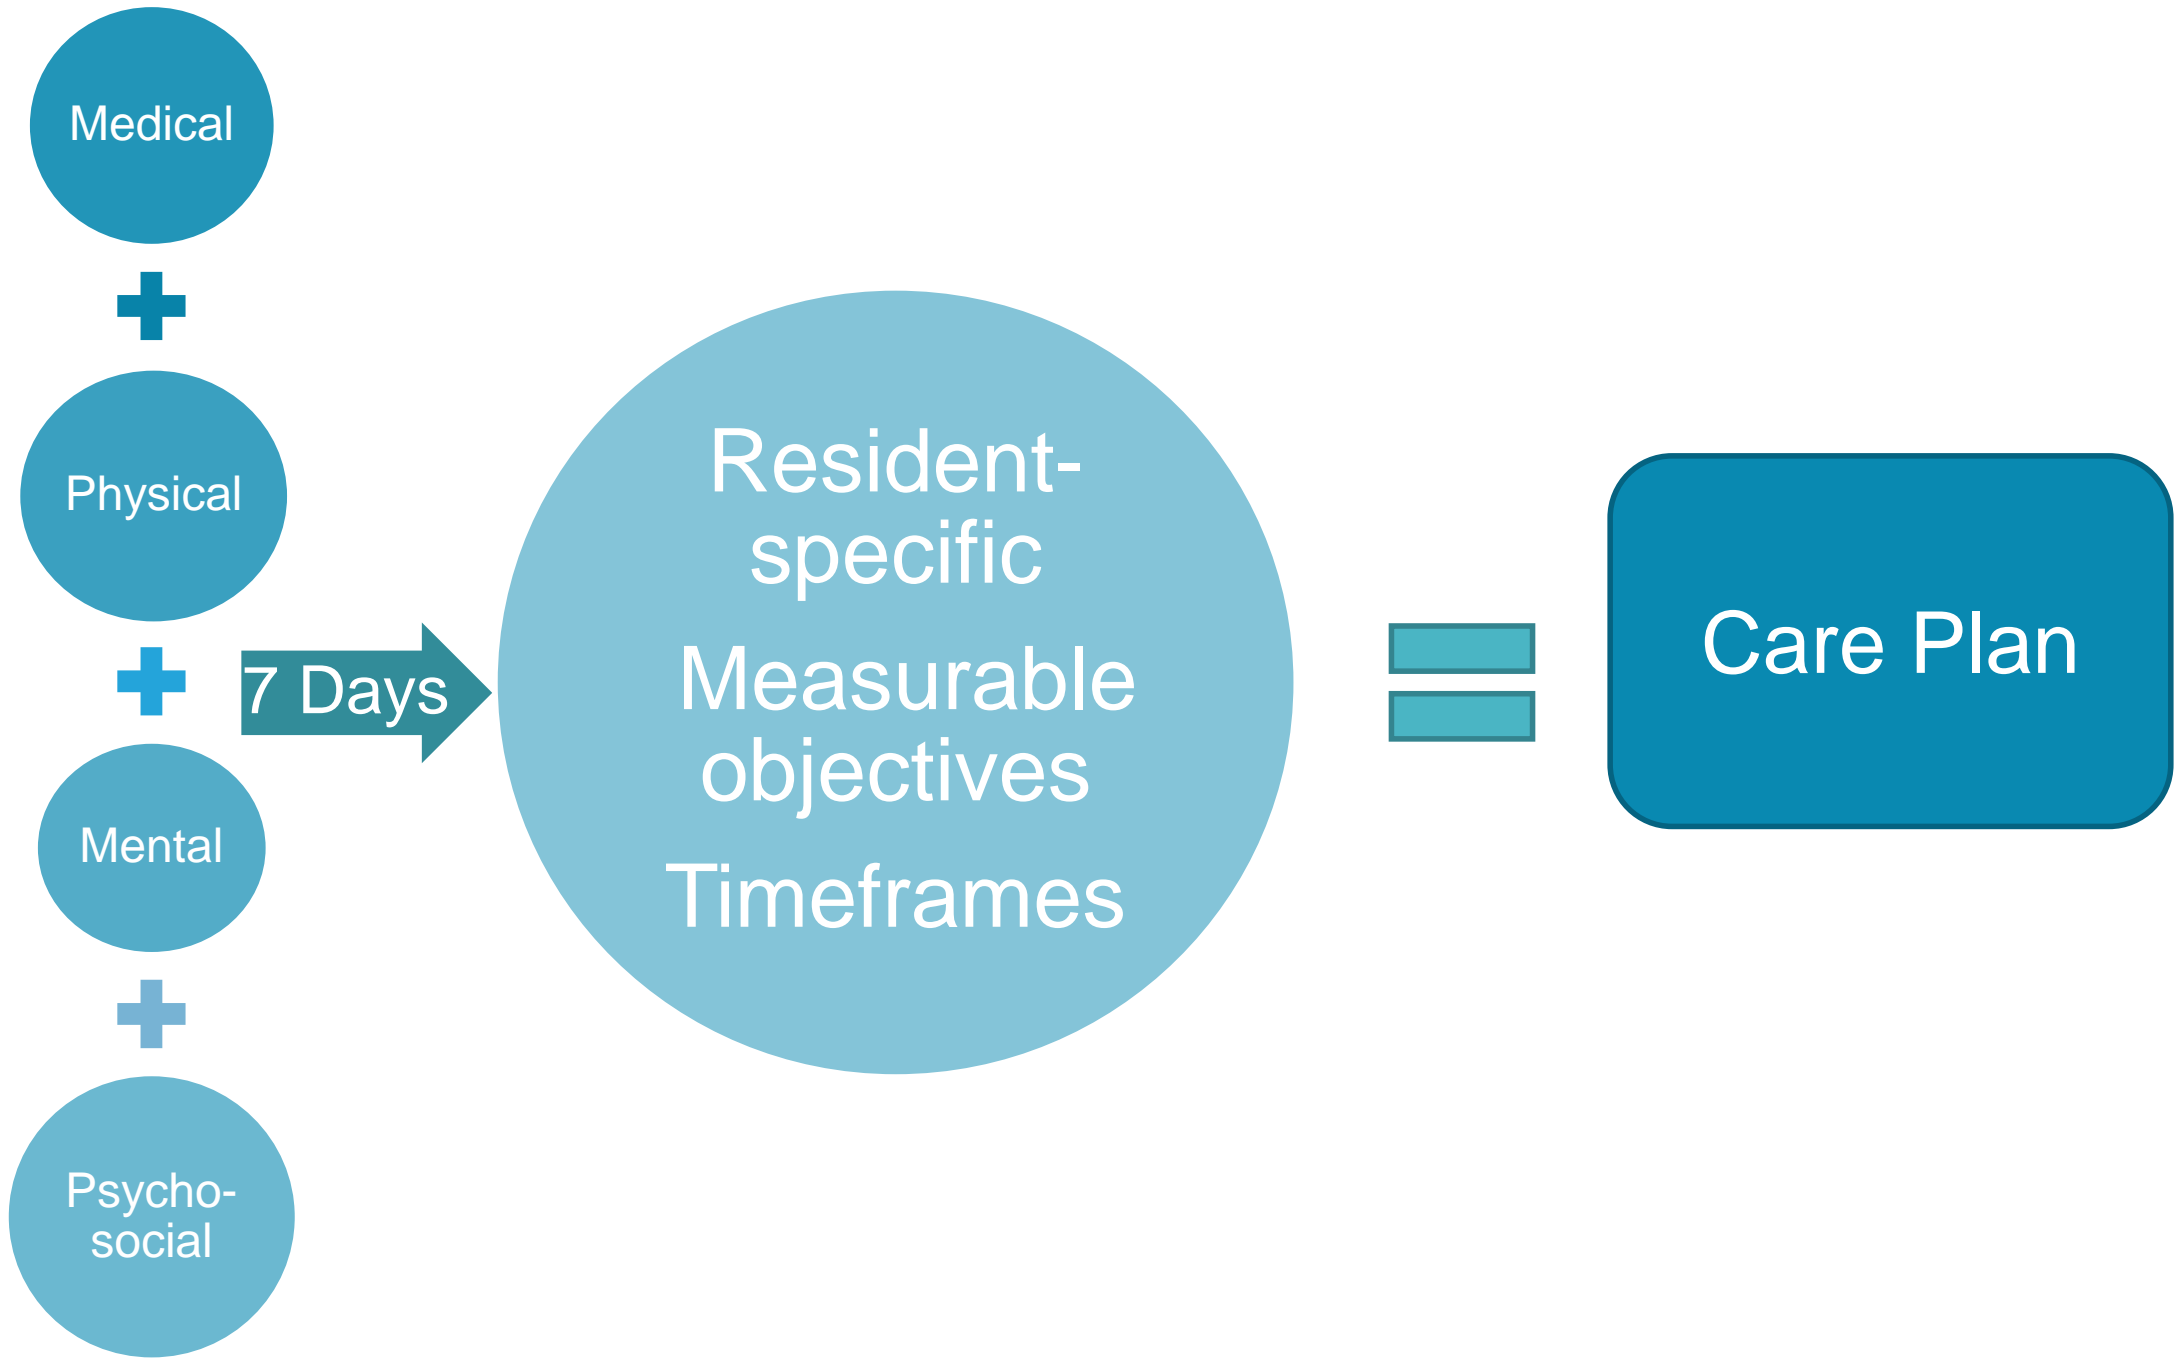 Medical
Physical
Mental
Psycho-
social
7 Days
Resident-
specific
Measurable
objectives
Timeframes
Care Plan